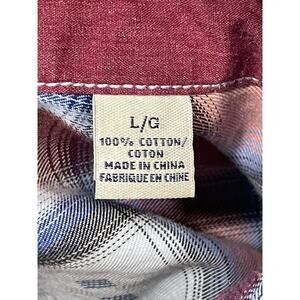 L/G
100% COTTON/
COTON
MADE IN CHINA
FABRIQUE EN CHINE